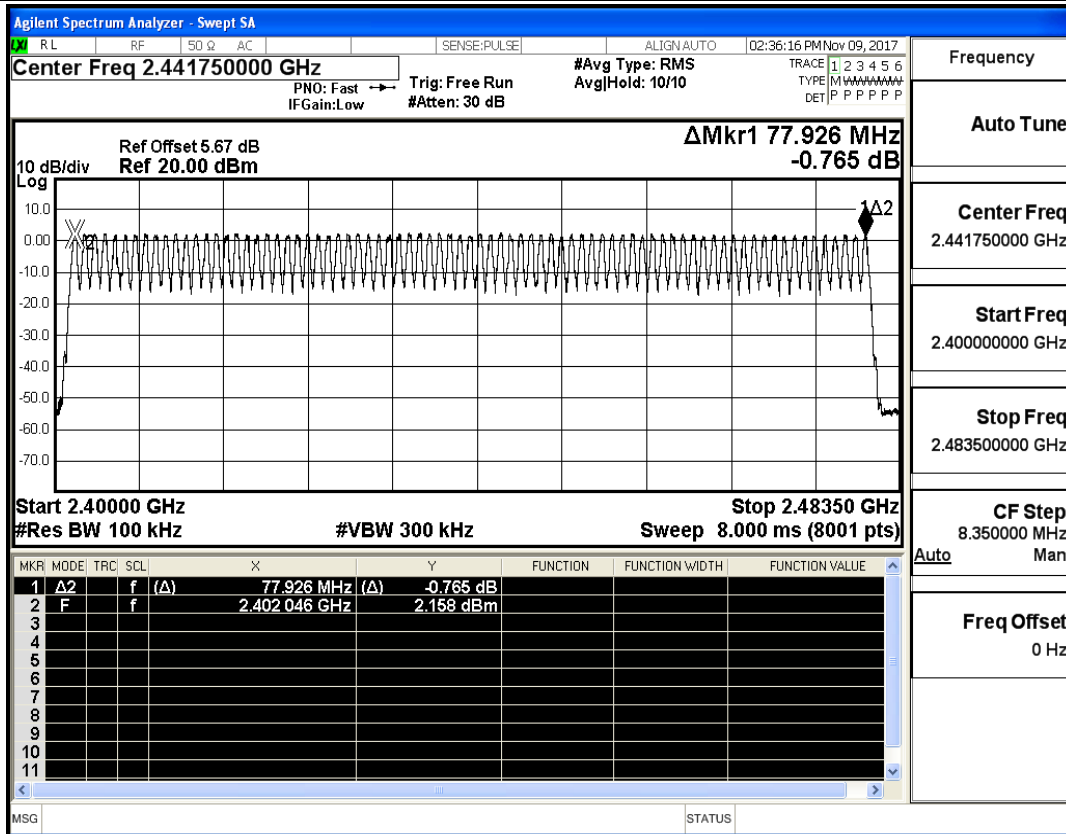 Agilent Spectrum Analyzer - Swept SA
LXI RL RF 50 Ω AC SENSE:PULSE ALIGN AUTO 02:36:16 PM Nov 09, 2017
Center Freq 2.441750000 GHz
PNO: Fast
IFGain:Low
Trig: Free Run
#Atten: 30 dB
#Avg Type: RMS
Avg|Hold: 10/10
TRACE 1 2 3 4 5 6
TYPE M W W W W W
DET P P P P P P
Ref Offset 5.67 dB
10 dB/div Ref 20.00 dBm
Log
ΔMkr1 77.926 MHz
-0.765 dB
10.0
0.00
-10.0
-20.0
-30.0
-40.0
-50.0
-60.0
-70.0
2
1Δ2
Start 2.40000 GHz Stop 2.48350 GHz
#Res BW 100 kHz #VBW 300 kHz Sweep 8.000 ms (8001 pts)
MKR MODE TRC SCL X Y FUNCTION FUNCTION WIDTH FUNCTION VALUE
1 Δ2 f (Δ) 77.926 MHz (Δ) -0.765 dB
2 F f 2.402 046 GHz 2.158 dBm
3
4
5
6
7
8
9
10
11
MSG STATUS
Frequency
Auto Tune
Center Freq
2.441750000 GHz
Start Freq
2.400000000 GHz
Stop Freq
2.483500000 GHz
CF Step
8.350000 MHz
Auto Man
Freq Offset
0 Hz